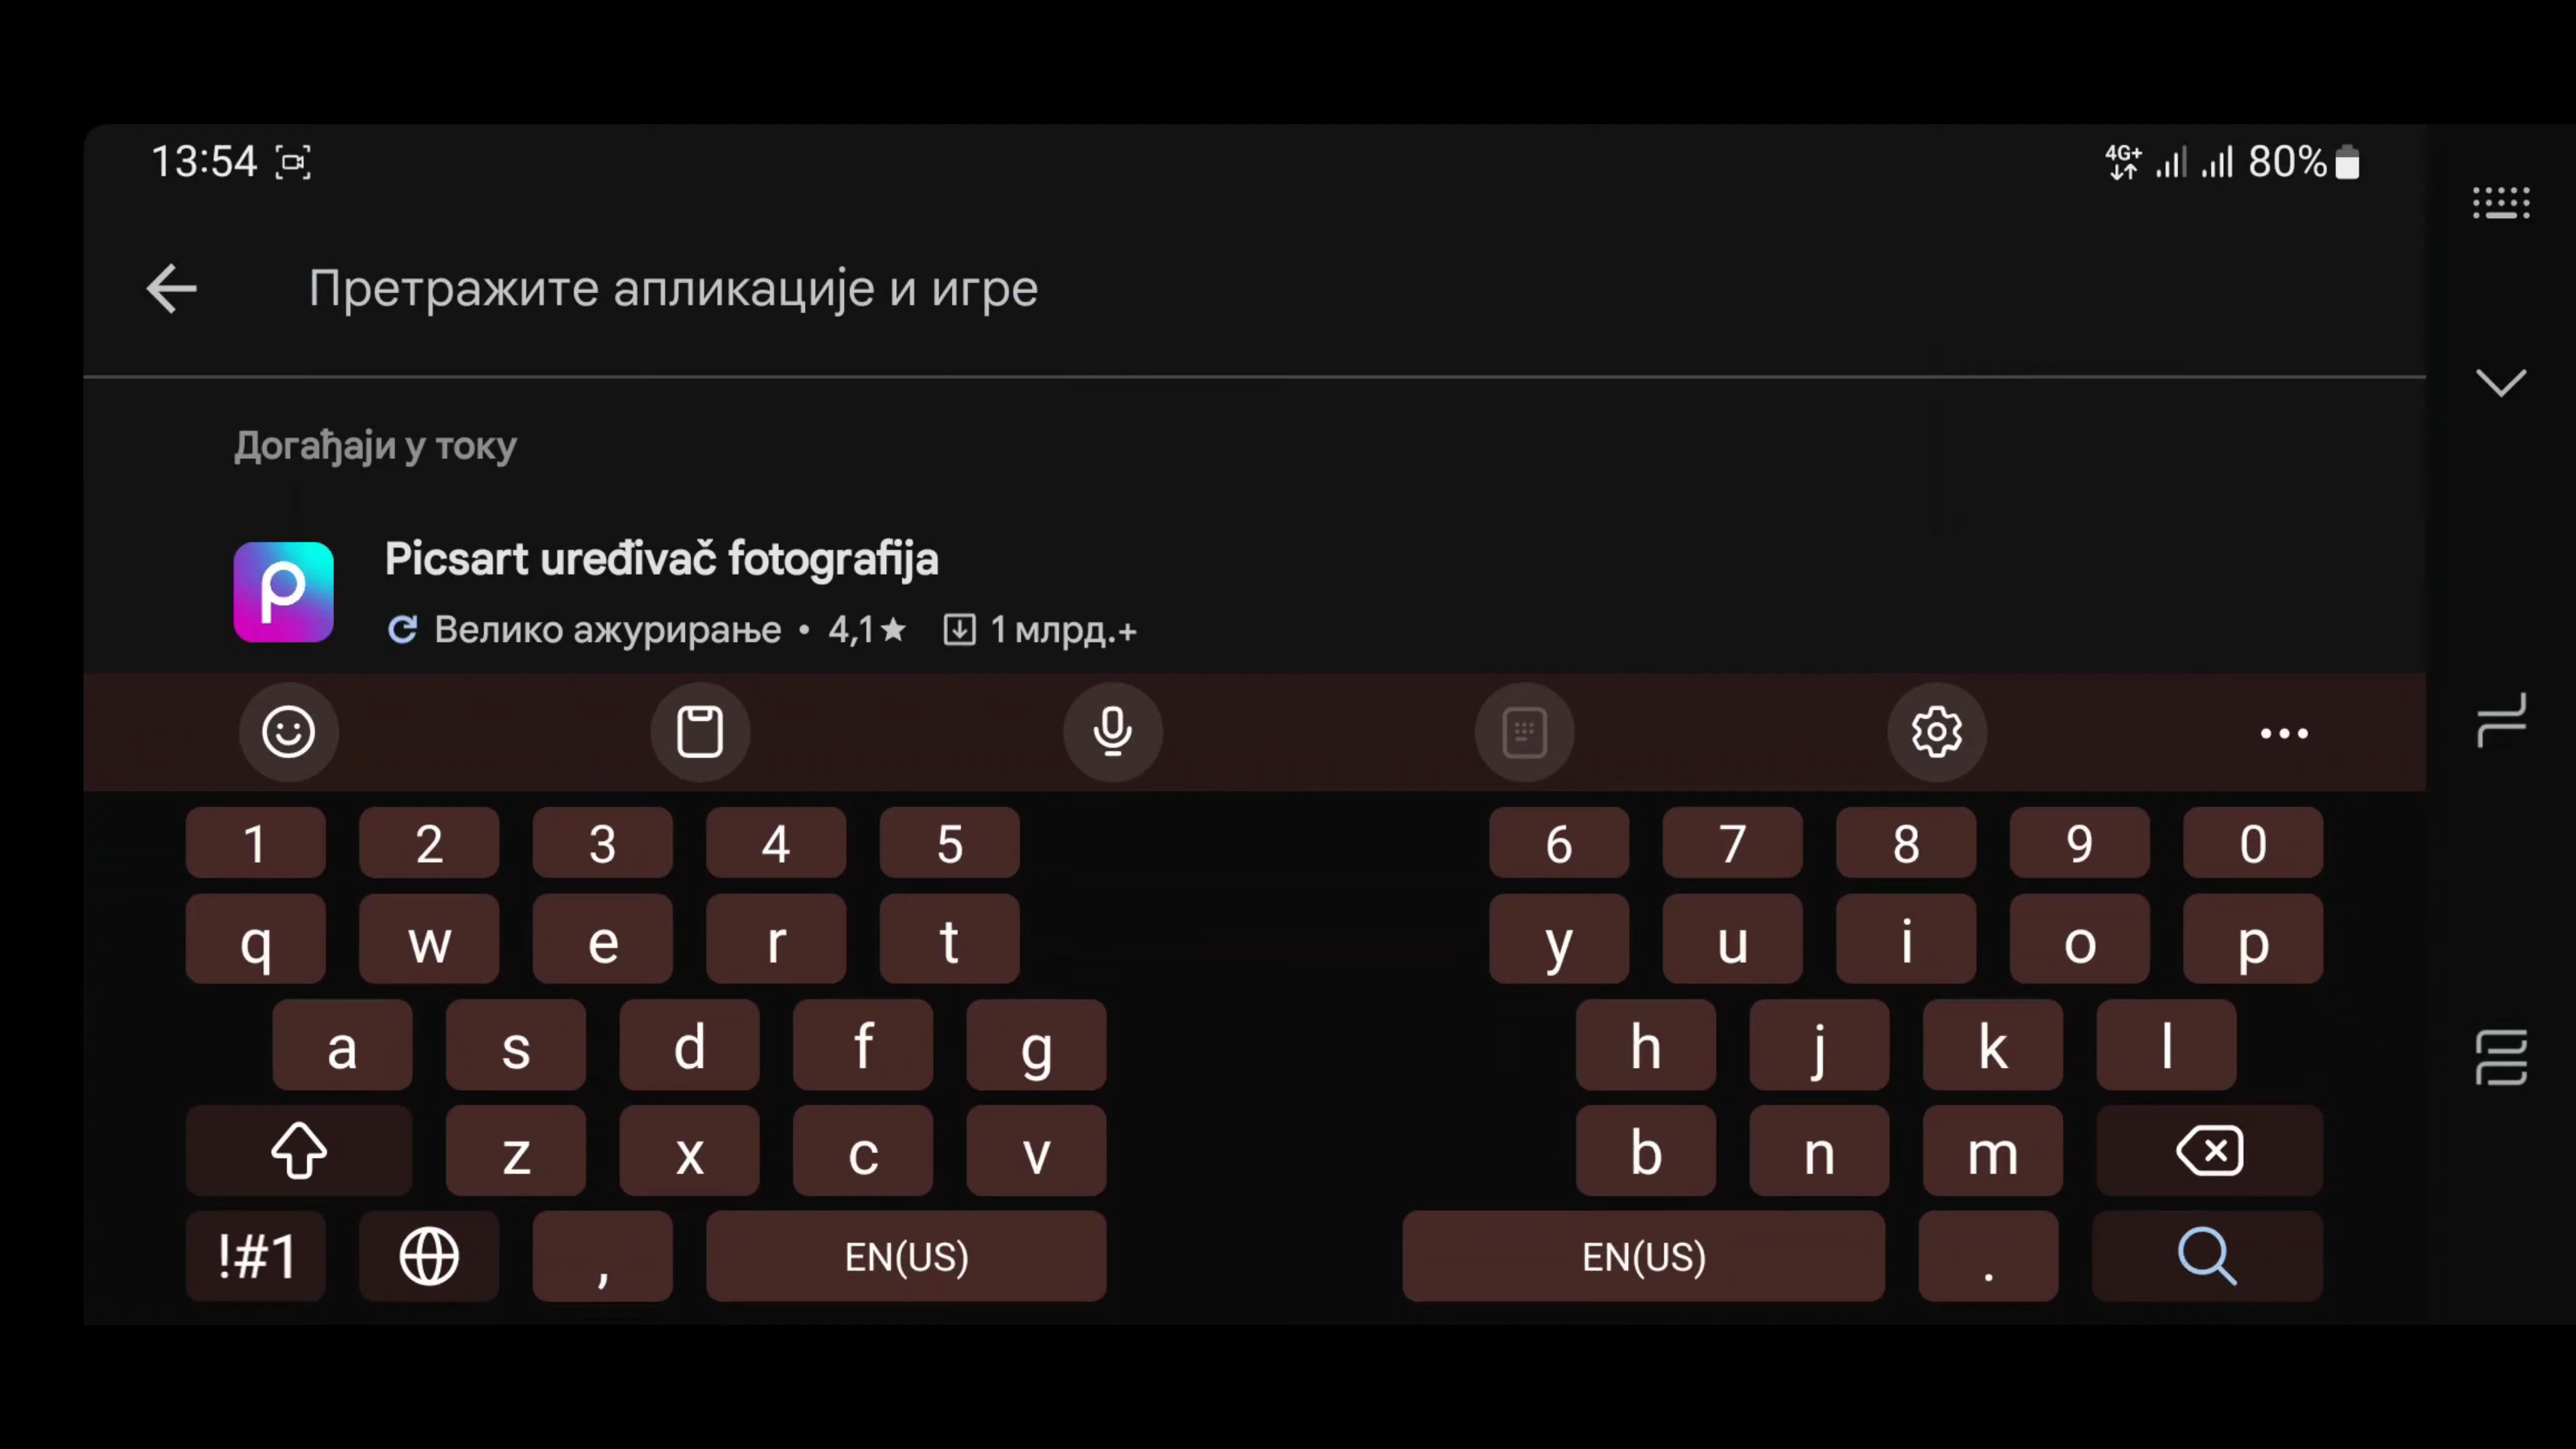 13:54 4G+ 80%
Претражите апликације и игре
Догађаји у току
Picsart uređivač fotografija
Велико ажурирање • 4,1★ 1 млрд.+
1 2 3 4 5 6 7 8 9 0
q w e r t y u i o p
a s d f g h j k l
z x c v b n m
!#1 , EN(US) EN(US) .